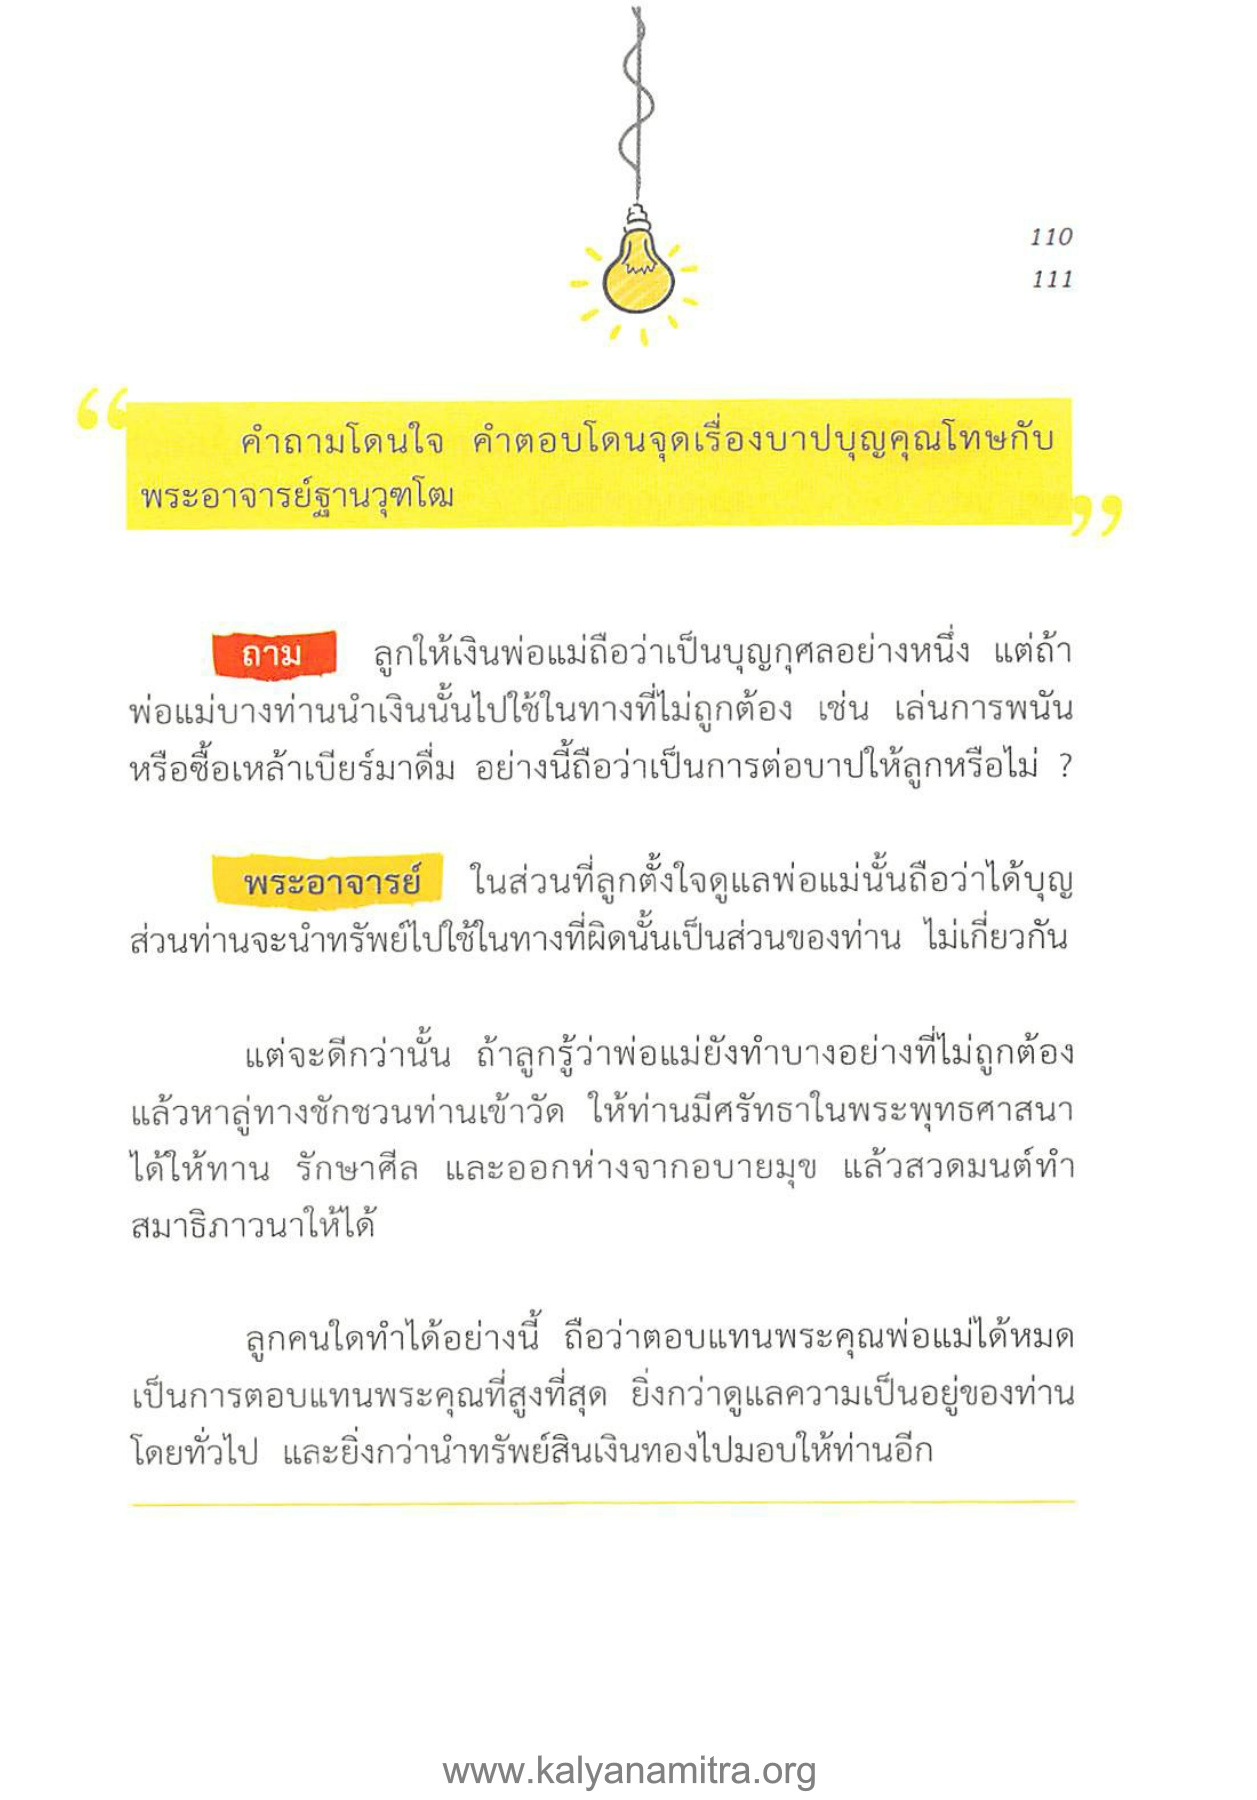 110
111
คำถามโดนใจ คำตอบโดนจุดเรื่องบาปบุญคุณโทษกับ
พระอาจารย์ฐานวุฑโฒ
ถาม ลูกให้เงินพ่อแม่ถือว่าเป็นบุญกุศลอย่างหนึ่ง แต่ถ้า
พ่อแม่บางท่านนำเงินนั้นไปใช้ในทางที่ไม่ถูกต้อง เช่น เล่นการพนัน
หรือซื้อเหล้าเบียร์มาดื่ม อย่างนี้ถือว่าเป็นการต่อบาปให้ลูกหรือไม่ ?
พระอาจารย์ ในส่วนที่ลูกตั้งใจดูแลพ่อแม่นั้นถือว่าได้บุญ
ส่วนท่านจะนำทรัพย์ไปใช้ในทางที่ผิดนั้นเป็นส่วนของท่าน ไม่เกี่ยวกัน
แต่จะดีกว่านั้น ถ้าลูกรู้ว่าพ่อแม่ยังทำบางอย่างที่ไม่ถูกต้อง
แล้วหาลู่ทางชักชวนท่านเข้าวัด ให้ท่านมีศรัทธาในพระพุทธศาสนา
ได้ให้ทาน รักษาศีล และออกห่างจากอบายมุข แล้วสวดมนต์ทำ
สมาธิภาวนาให้ได้
ลูกคนใดทำได้อย่างนี้ ถือว่าตอบแทนพระคุณพ่อแม่ได้หมด
เป็นการตอบแทนพระคุณที่สูงที่สุด ยิ่งกว่าดูแลความเป็นอยู่ของท่าน
โดยทั่วไป และยิ่งกว่านำทรัพย์สินเงินทองไปมอบให้ท่านอีก
www.kalyanamitra.org